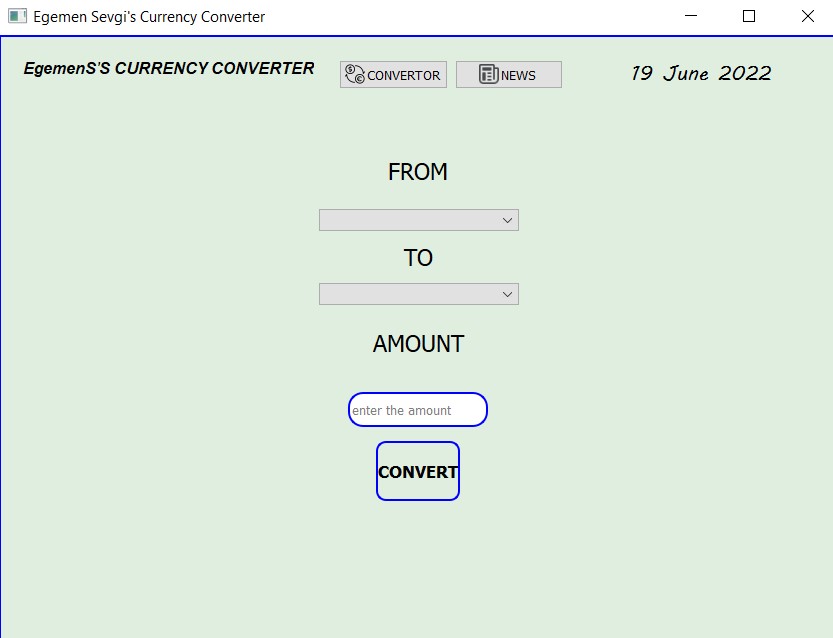 Egemen Sevgi's Currency Converter
EgemenS'S CURRENCY CONVERTER
CONVERTOR
NEWS
19 June 2022
FROM
TO
AMOUNT
enter the amount
CONVERT